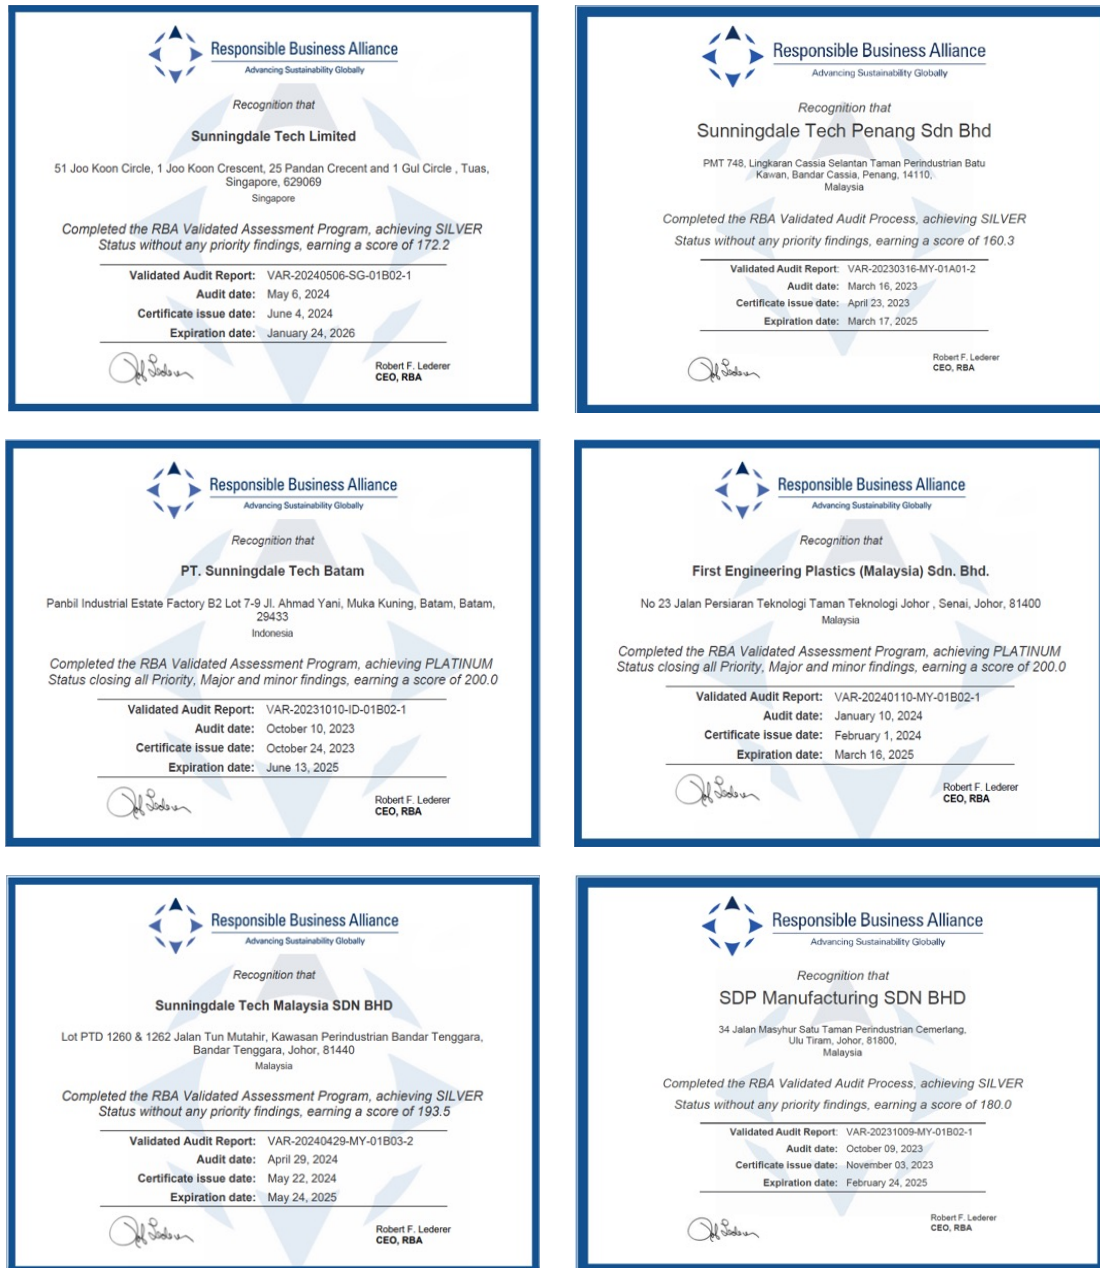 Responsible Business Alliance
Advancing Sustainability Globally
Recognition that
Sunningdale Tech Limited
51 Joo Koon Circle, 1 Joo Koon Crescent, 25 Pandan Crecent and 1 Gul Circle , Tuas,
Singapore, 629069
Singapore
Completed the RBA Validated Assessment Program, achieving SILVER
Status without any priority findings, earning a score of 172.2
Validated Audit Report: VAR-20240506-SG-01B02-1
Audit date: May 6, 2024
Certificate issue date: June 4, 2024
Expiration date: January 24, 2026
Robert F. Lederer
CEO, RBA
Responsible Business Alliance
Advancing Sustainability Globally
Recognition that
Sunningdale Tech Penang Sdn Bhd
PMT 748, Lingkaran Cassia Selantan Taman Perindustrian Batu
Kawan, Bandar Cassia, Penang, 14110,
Malaysia
Completed the RBA Validated Audit Process, achieving SILVER
Status without any priority findings, earning a score of 160.3
Validated Audit Report: VAR-20230316-MY-01A01-2
Audit date: March 16, 2023
Certificate issue date: April 23, 2023
Expiration date: March 17, 2025
Robert F. Lederer
CEO, RBA
Responsible Business Alliance
Advancing Sustainability Globally
Recognition that
PT. Sunningdale Tech Batam
Panbil Industrial Estate Factory B2 Lot 7-9 Jl. Ahmad Yani, Muka Kuning, Batam, Batam,
29433
Indonesia
Completed the RBA Validated Assessment Program, achieving PLATINUM
Status closing all Priority, Major and minor findings, earning a score of 200.0
Validated Audit Report: VAR-20231010-ID-01B02-1
Audit date: October 10, 2023
Certificate issue date: October 24, 2023
Expiration date: June 13, 2025
Robert F. Lederer
CEO, RBA
Responsible Business Alliance
Advancing Sustainability Globally
Recognition that
First Engineering Plastics (Malaysia) Sdn. Bhd.
No 23 Jalan Persiaran Teknologi Taman Teknologi Johor , Senai, Johor, 81400
Malaysia
Completed the RBA Validated Assessment Program, achieving PLATINUM
Status closing all Priority, Major and minor findings, earning a score of 200.0
Validated Audit Report: VAR-20240110-MY-01B02-1
Audit date: January 10, 2024
Certificate issue date: February 1, 2024
Expiration date: March 16, 2025
Robert F. Lederer
CEO, RBA
Responsible Business Alliance
Advancing Sustainability Globally
Recognition that
Sunningdale Tech Malaysia SDN BHD
Lot PTD 1260 & 1262 Jalan Tun Mutahir, Kawasan Perindustrian Bandar Tenggara,
Bandar Tenggara, Johor, 81440
Malaysia
Completed the RBA Validated Assessment Program, achieving SILVER
Status without any priority findings, earning a score of 193.5
Validated Audit Report: VAR-20240429-MY-01B03-2
Audit date: April 29, 2024
Certificate issue date: May 22, 2024
Expiration date: May 24, 2025
Robert F. Lederer
CEO, RBA
Responsible Business Alliance
Advancing Sustainability Globally
Recognition that
SDP Manufacturing SDN BHD
34 Jalan Masyhur Satu Taman Perindustrian Cemerlang,
Ulu Tiram, Johor, 81800,
Malaysia
Completed the RBA Validated Audit Process, achieving SILVER
Status without any priority findings, earning a score of 180.0
Validated Audit Report: VAR-20231009-MY-01B02-1
Audit date: October 09, 2023
Certificate issue date: November 03, 2023
Expiration date: February 24, 2025
Robert F. Lederer
CEO, RBA